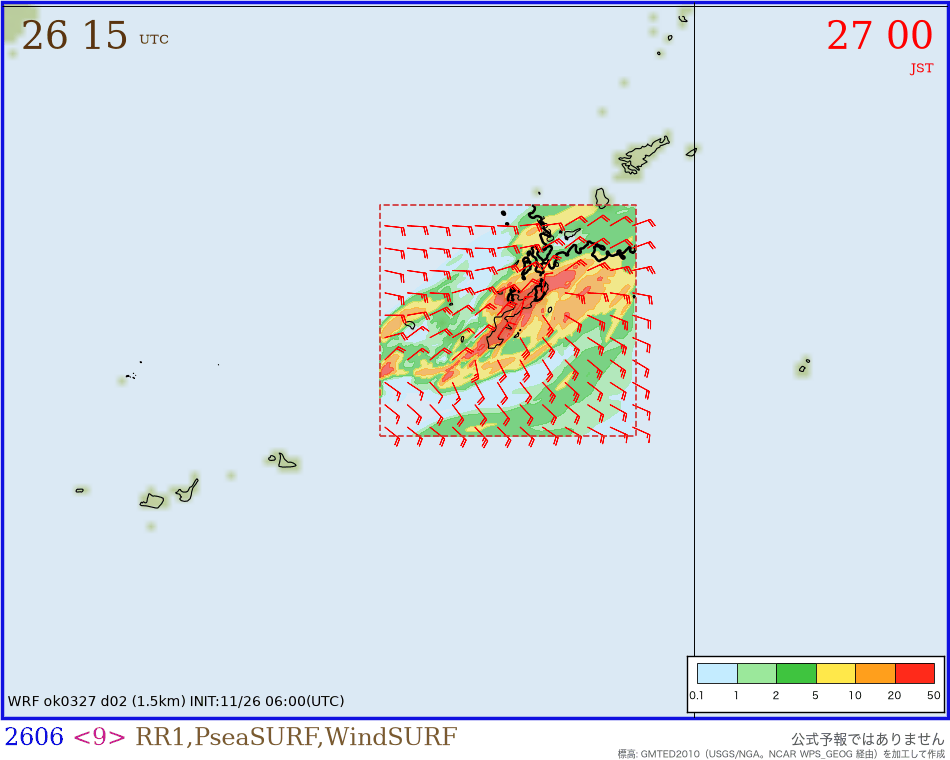 26 15 UTC
27 00
JST
0.1 1 2 5 10 20 50
WRF ok0327 d02 (1.5km) INIT:11/26 06:00(UTC)
2606 <9> RR1,PseaSURF,WindSURF
公式予報ではありません
標高: GMTED2010（USGS/NGA。NCAR WPS_GEOG 経由）を加工して作成